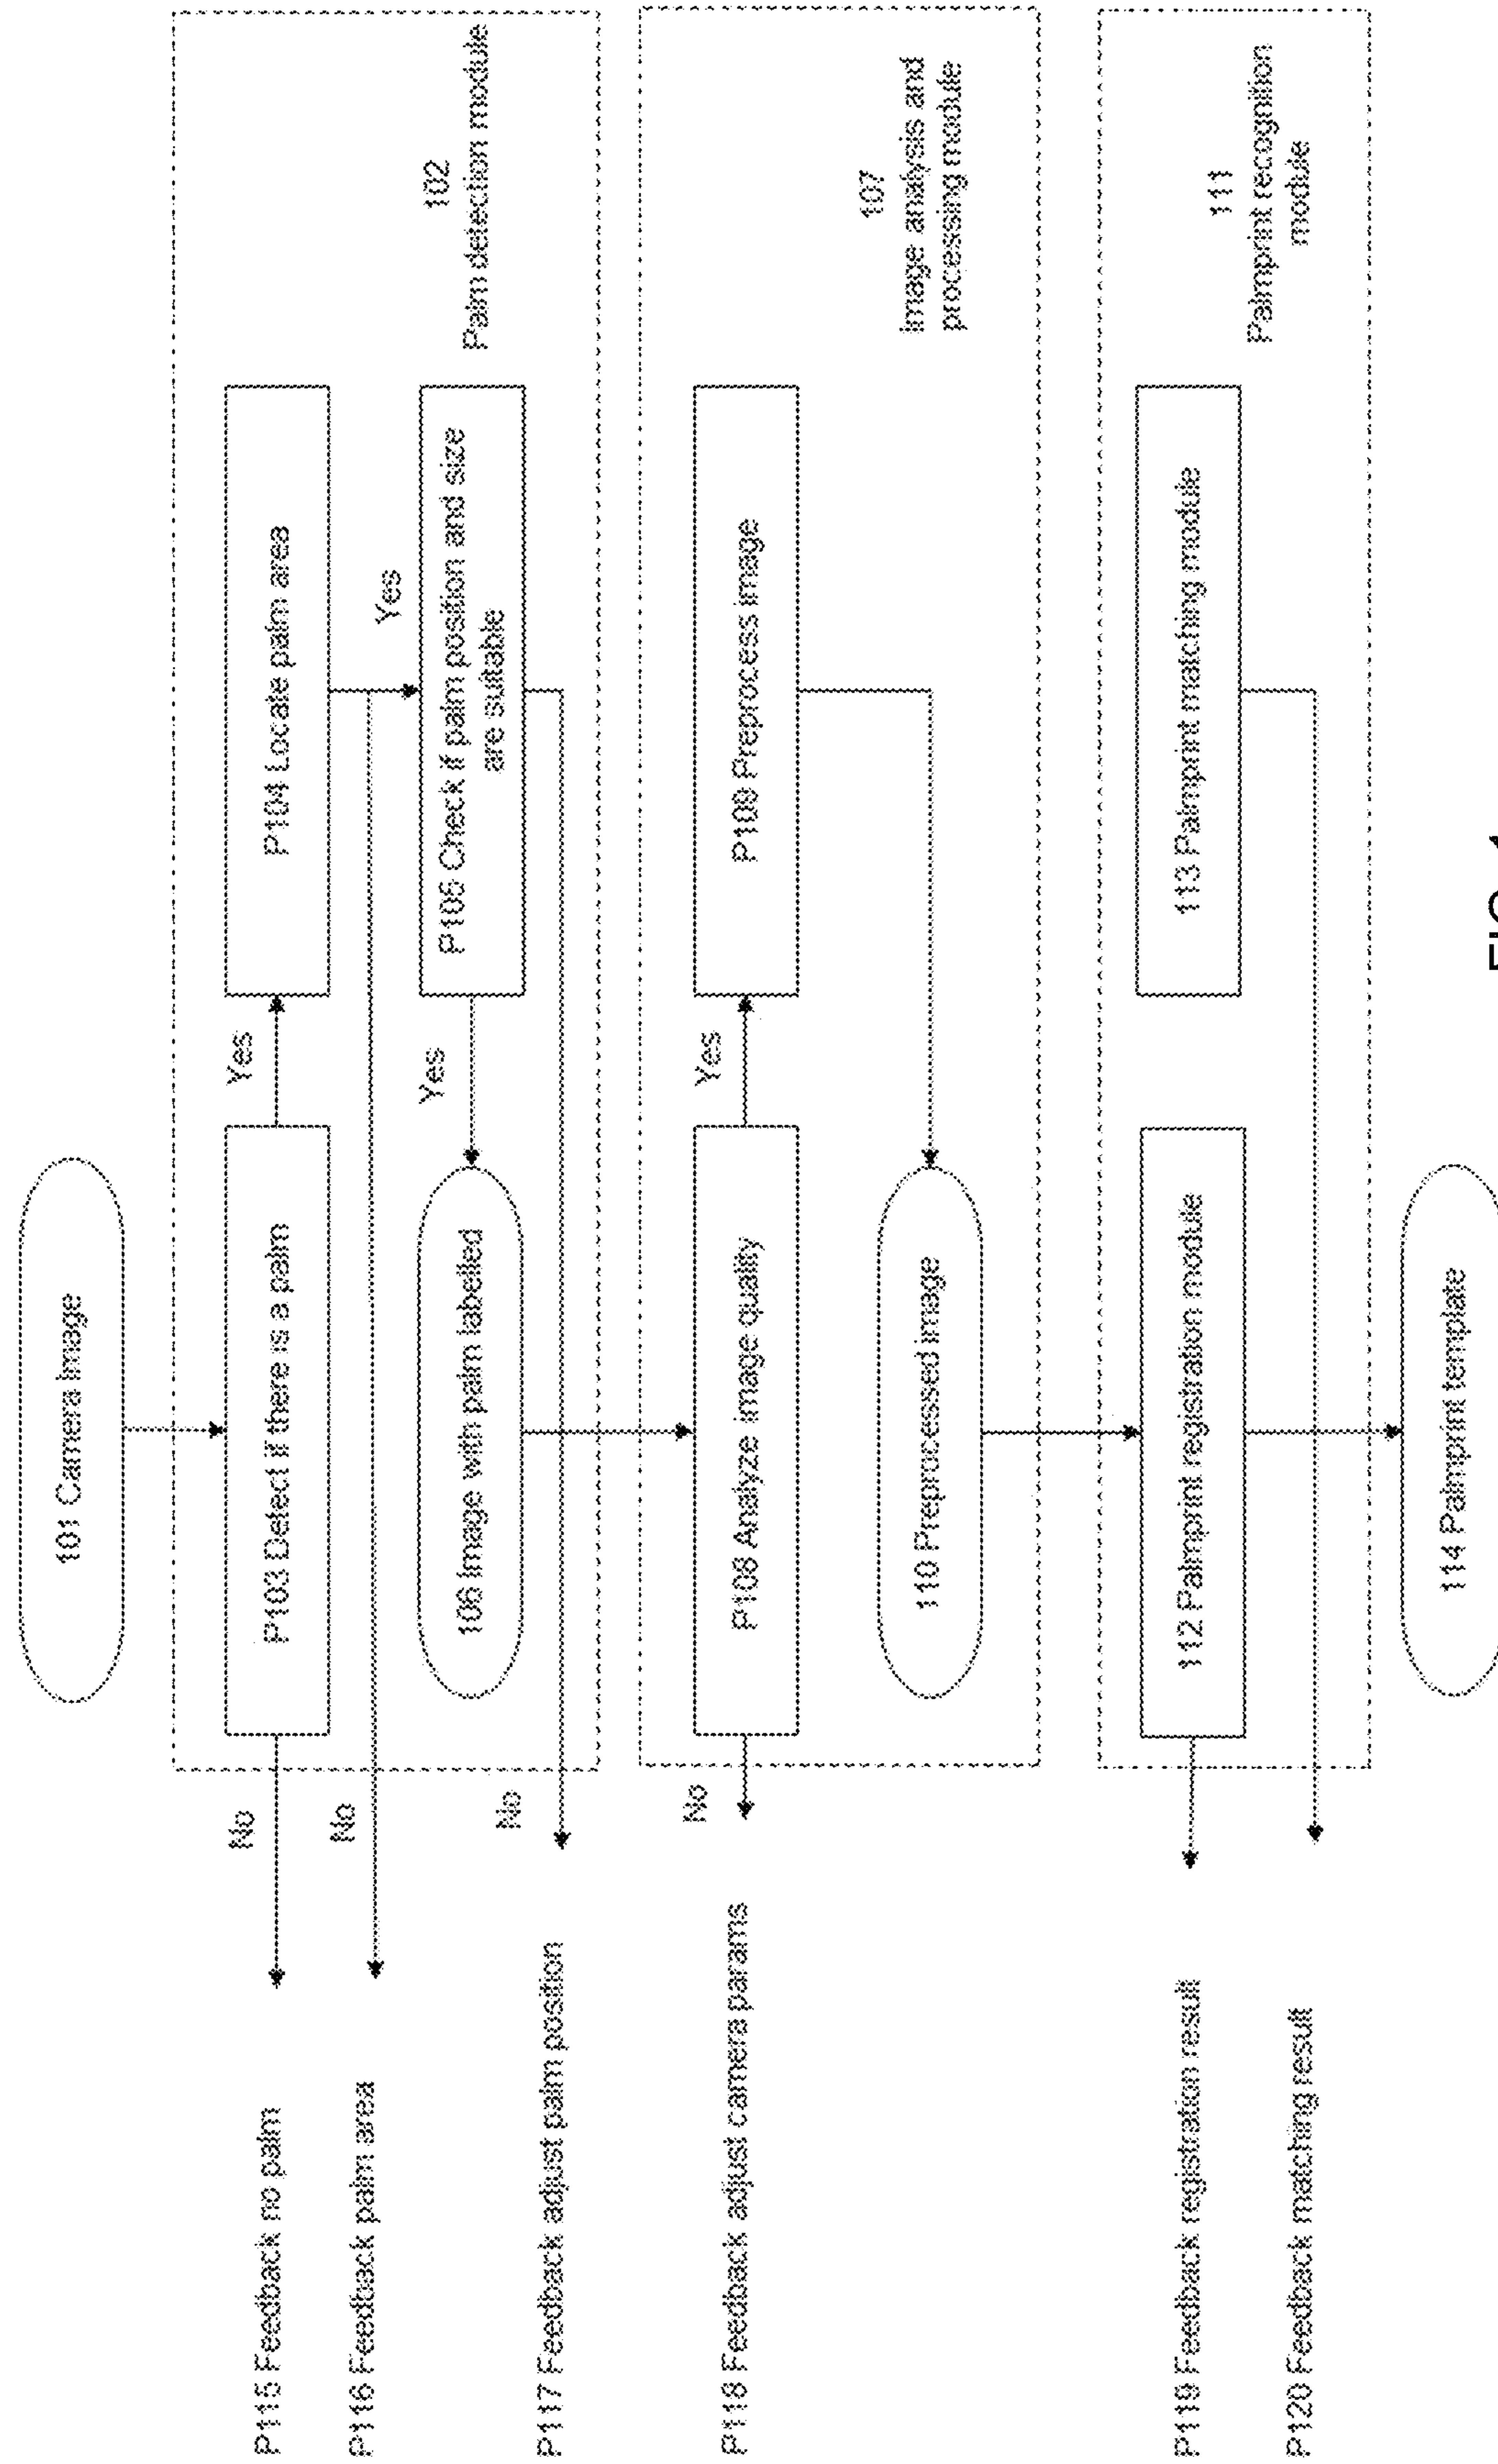 101 Camera Image
P103 Detect if there is a palm
Yes
P104 Locate palm area
No
P115 Feedback no palm
No
P116 Feedback palm area
Yes
102
Palm detection module
106 Image with palm labelled
Yes
P105 Check if palm position and size
are suitable
No
P117 Feedback adjust palm position
P108 Analyze image quality
Yes
P109 Preprocess image
No
P118 Feedback adjust camera params
107
Image analysis and
processing module
110 Preprocessed image
112 Palmprint registration module
113 Palmprint matching module
111
Palmprint recognition
module
P119 Feedback registration result
P120 Feedback matching result
114 Palmprint template